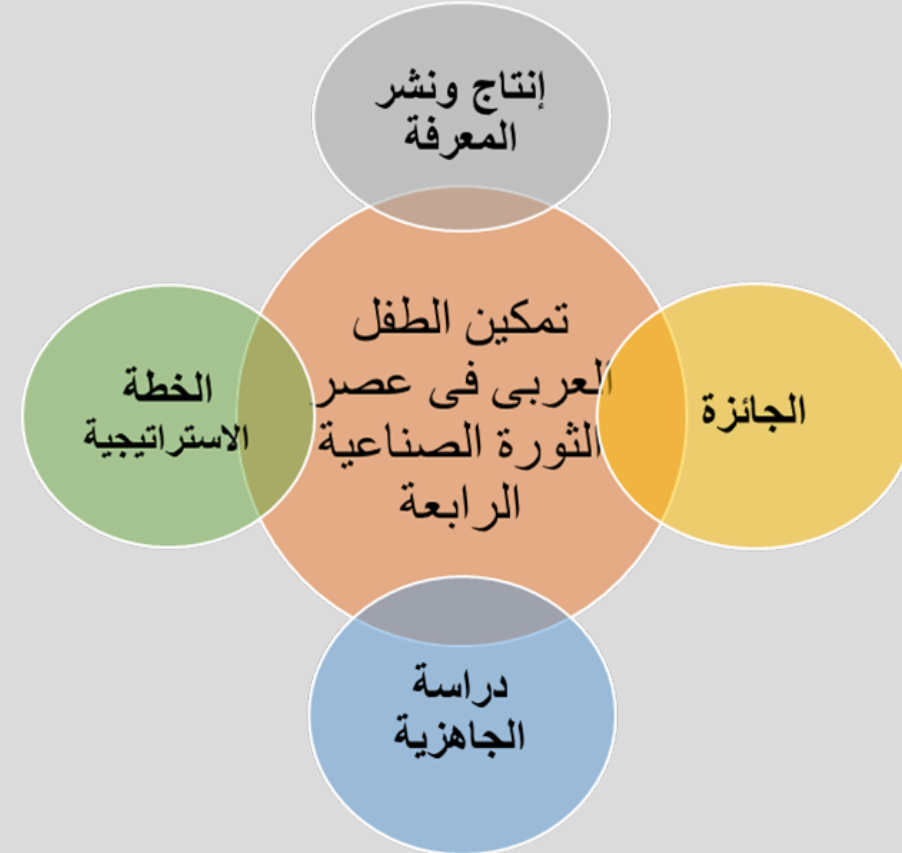 إنتاج ونشر
المعرفة
تمكين الطفل
العربى فى عصر
الثورة الصناعية
الرابعة
الجائزة
الخطة
الاستراتيجية
دراسة
الجاهزية